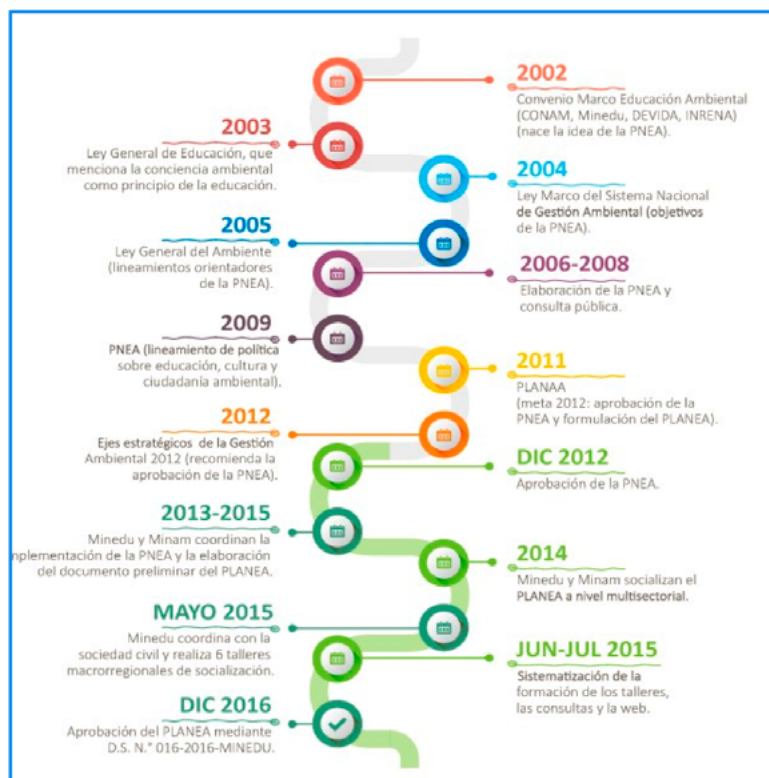 2002
Convenio Marco Educación Ambiental
(CONAM, Minedu, DEVIDA, INRENA)
(nace la idea de la PNEA).
2003
Ley General de Educación, que
menciona la conciencia ambiental
como principio de la educación.
2004
Ley Marco del Sistema Nacional
de Gestión Ambiental (objetivos
de la PNEA).
2005
Ley General del Ambiente
(lineamientos orientadores
de la PNEA).
2006-2008
Elaboración de la PNEA y
consulta pública.
2009
PNEA (lineamiento de política
sobre educación, cultura y
ciudadanía ambiental).
2011
PLANAA
(meta 2012: aprobación de la
PNEA y formulación del PLANEA).
2012
Ejes estratégicos de la Gestión
Ambiental 2012 (recomienda la
aprobación de la PNEA).
DIC 2012
Aprobación de la PNEA.
2013-2015
Minedu y Minam coordinan la
mplementación de la PNEA y la elaboración
del documento preliminar del PLANEA.
2014
Minedu y Minam socializan el
PLANEA a nivel multisectorial.
MAYO 2015
Minedu coordina con la
sociedad civil y realiza 6 talleres
macrorregionales de socialización.
JUN-JUL 2015
Sistematización de la
formación de los talleres,
las consultas y la web.
DIC 2016
Aprobación del PLANEA mediante
D.S. N.° 016-2016-MINEDU.